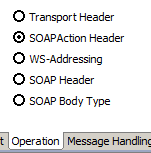 Transport Header
SOAPAction Header
WS-Addressing
SOAP Header
SOAP Body Type
Operation Message Handling